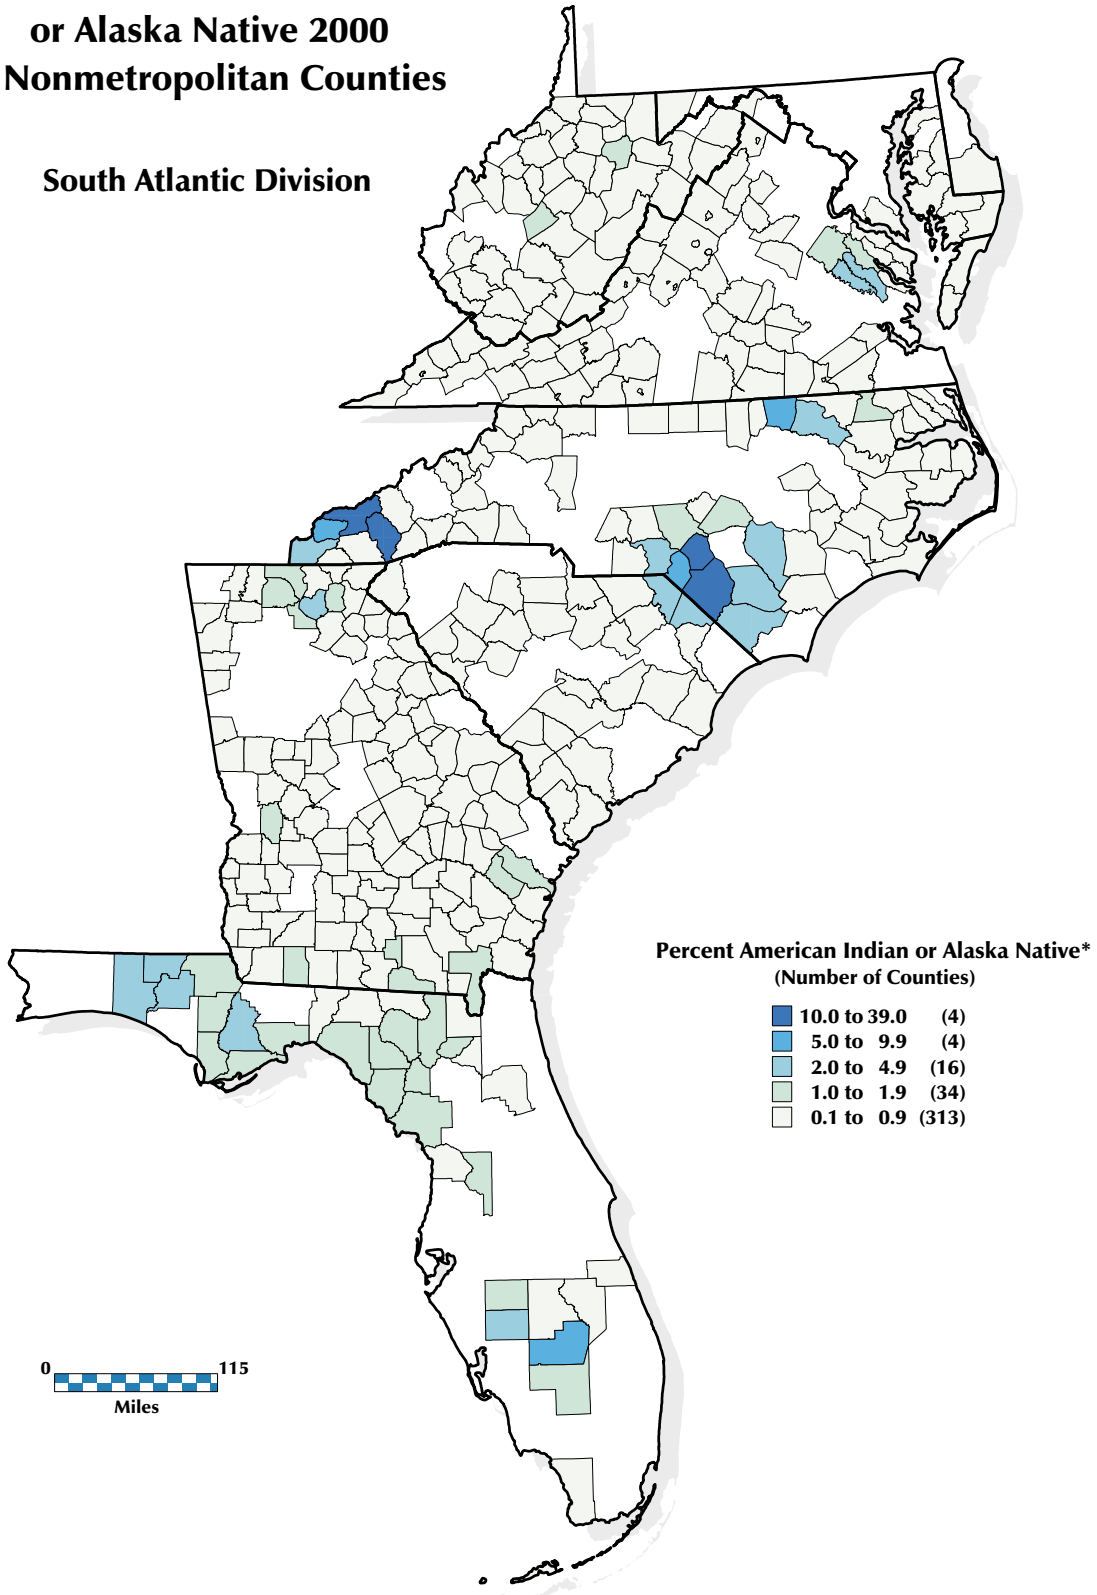 or Alaska Native 2000
Nonmetropolitan Counties
South Atlantic Division
Percent American Indian or Alaska Native*
(Number of Counties)
10.0 to 39.0 (4)
5.0 to 9.9 (4)
2.0 to 4.9 (16)
1.0 to 1.9 (34)
0.1 to 0.9 (313)
0 115
Miles